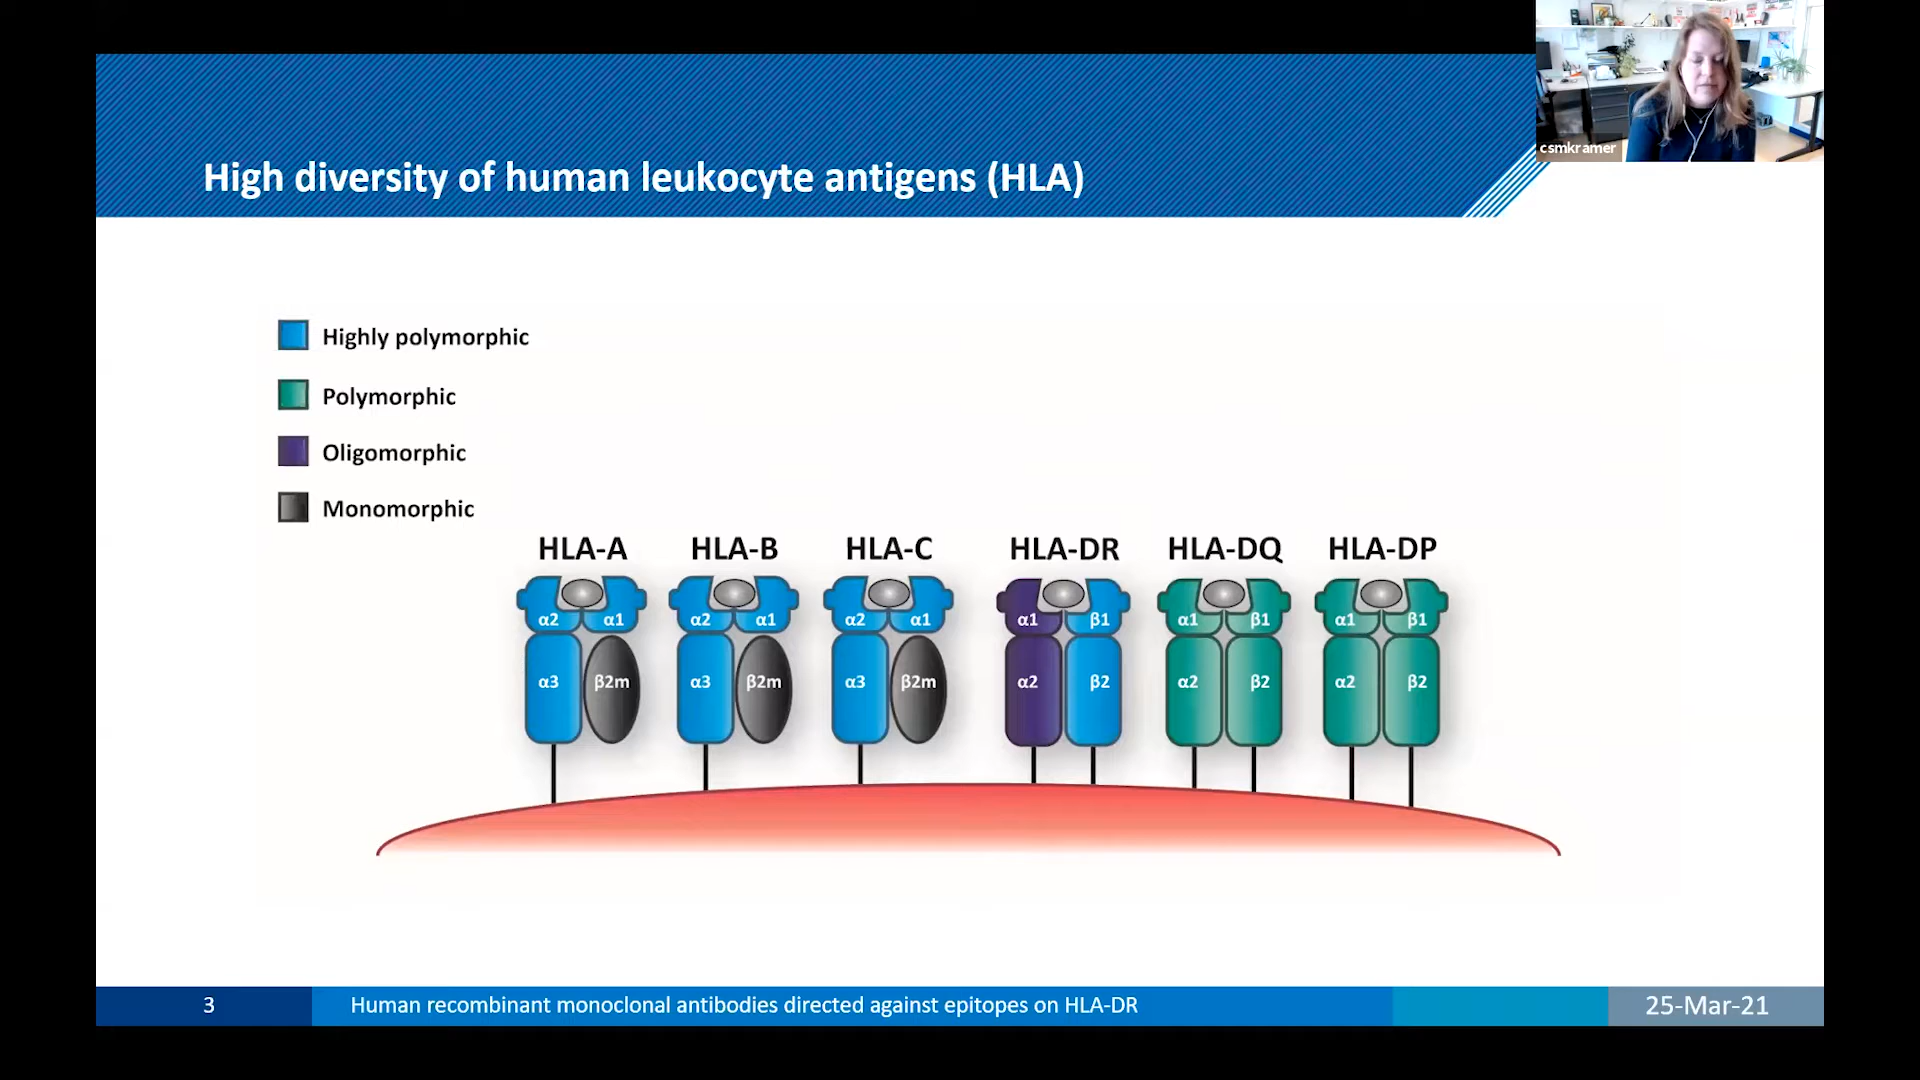 csmkramer
High diversity of human leukocyte antigens (HLA)
Highly polymorphic
Polymorphic
Oligomorphic
Monomorphic
HLA-A HLA-B HLA-C HLA-DR HLA-DQ HLA-DP
α2 α1 α2 α1 α2 α1 α1 β1 α1 β1 α1 β1
α3 β2m α3 β2m α3 β2m α2 β2 α2 β2 α2 β2
3 Human recombinant monoclonal antibodies directed against epitopes on HLA-DR 25-Mar-21